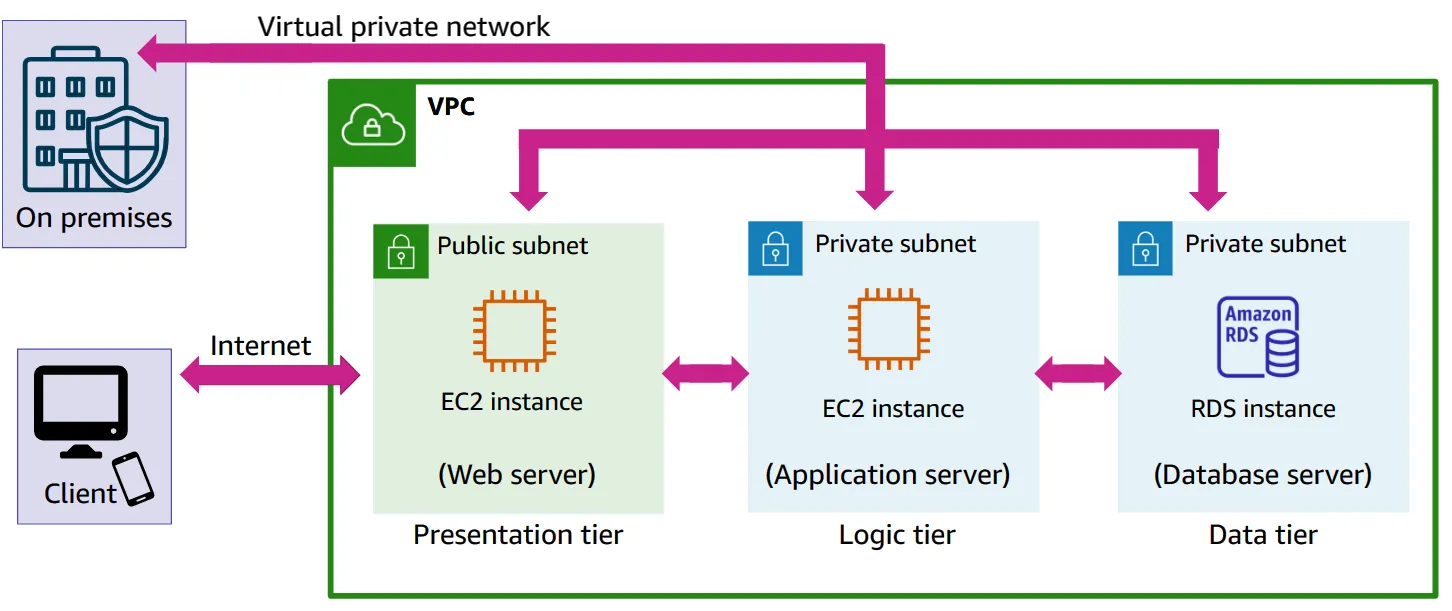 Virtual private network
VPC
On premises
Public subnet
Private subnet
Private subnet
Amazon
RDS
Internet
EC2 instance
EC2 instance
RDS instance
(Web server)
(Application server)
(Database server)
Client
Presentation tier
Logic tier
Data tier